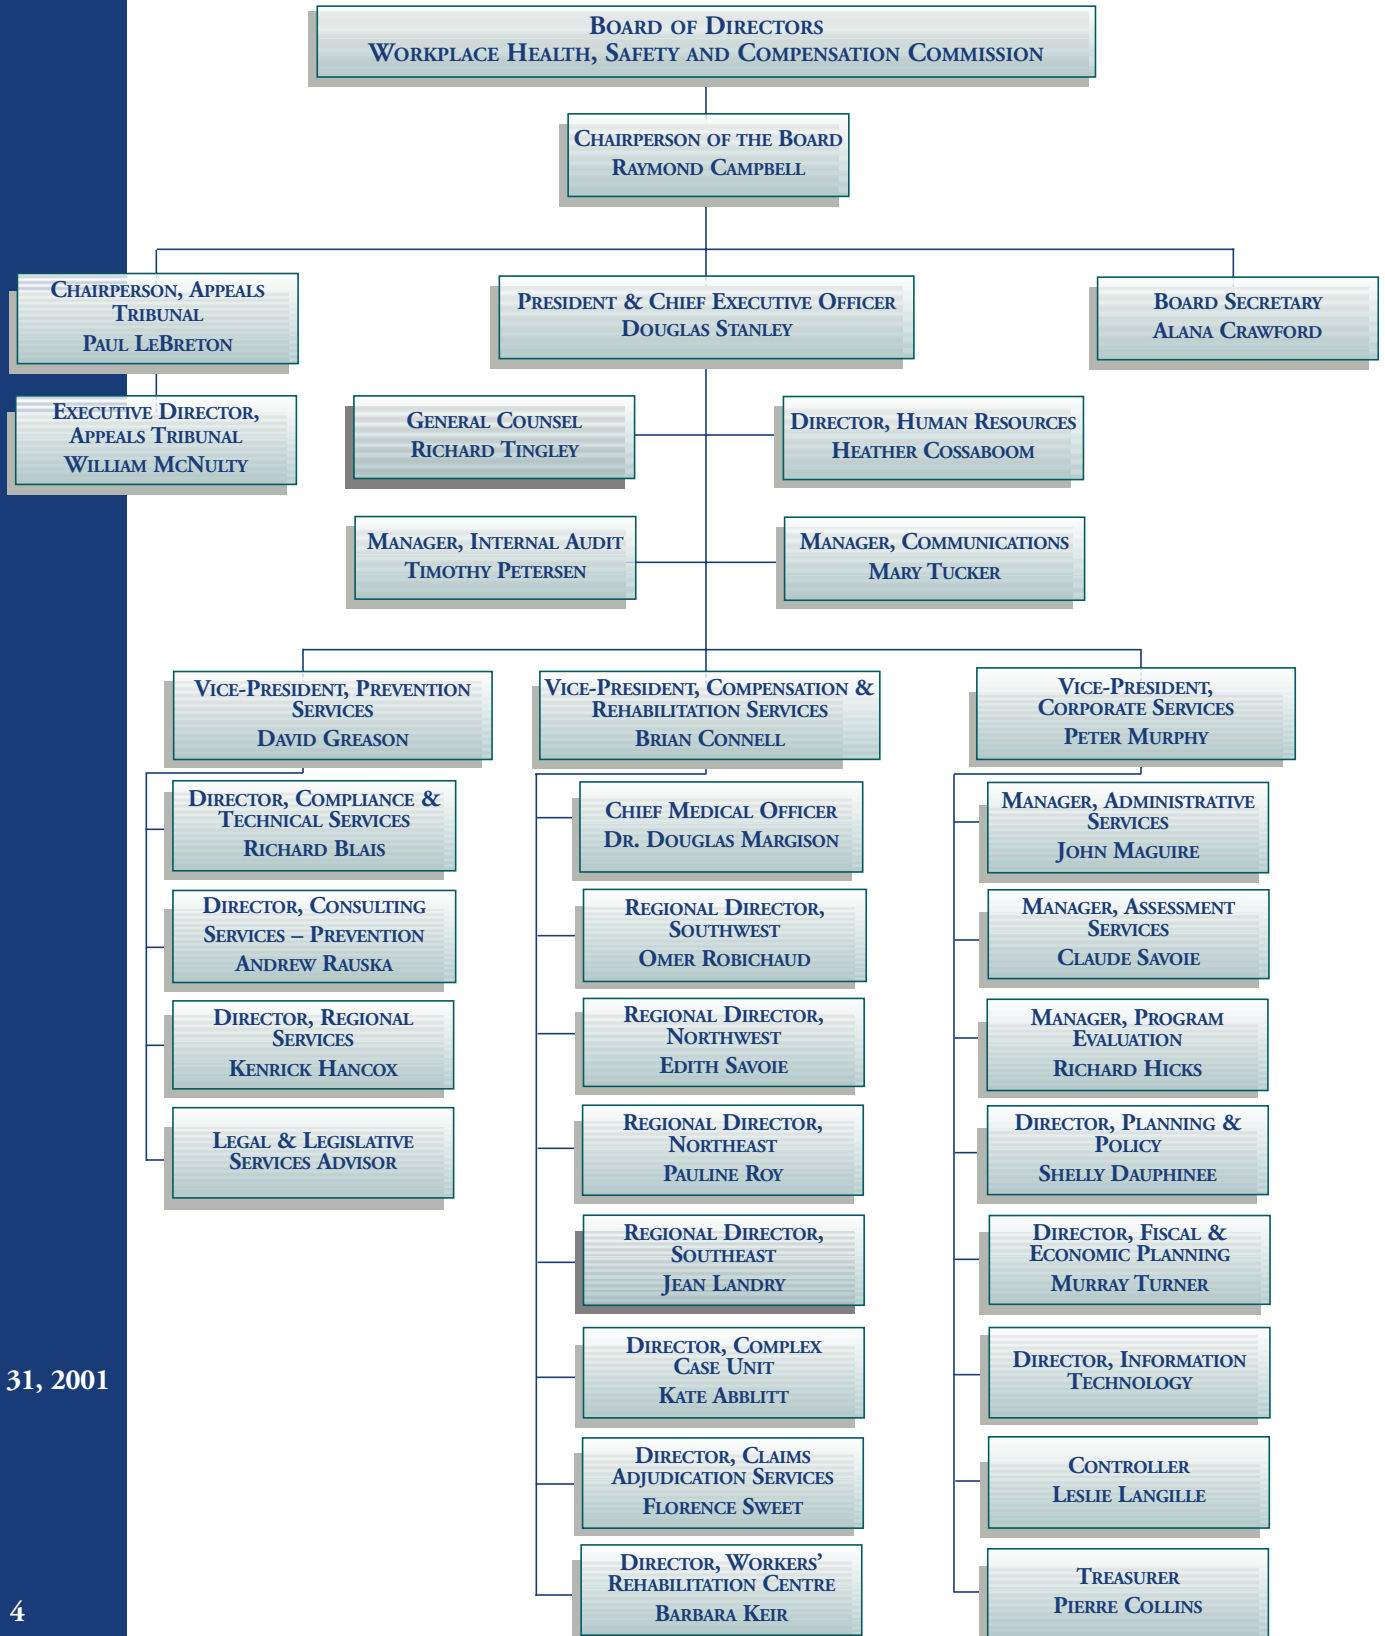 Board of Directors
Workplace Health, Safety and Compensation Commission
Chairperson of the Board
Raymond Campbell
Chairperson, Appeals
Tribunal
Paul LeBreton
President & Chief Executive Officer
Douglas Stanley
Board Secretary
Alana Crawford
Executive Director,
Appeals Tribunal
William McNulty
General Counsel
Richard Tingley
Director, Human Resources
Heather Cossaboom
Manager, Internal Audit
Timothy Petersen
Manager, Communications
Mary Tucker
Vice-President, Prevention
Services
David Greason
Director, Compliance &
Technical Services
Richard Blais
Director, Consulting
Services – Prevention
Andrew Rauska
Director, Regional
Services
Kenrick Hancox
Legal & Legislative
Services Advisor
Vice-President, Compensation &
Rehabilitation Services
Brian Connell
Chief Medical Officer
Dr. Douglas Margison
Regional Director,
Southwest
Omer Robichaud
Regional Director,
Northwest
Edith Savoie
Regional Director,
Northeast
Pauline Roy
Regional Director,
Southeast
Jean Landry
Director, Complex
Case Unit
Kate Abblitt
Director, Claims
Adjudication Services
Florence Sweet
Director, Workers’
Rehabilitation Centre
Barbara Keir
Vice-President,
Corporate Services
Peter Murphy
Manager, Administrative
Services
John Maguire
Manager, Assessment
Services
Claude Savoie
Manager, Program
Evaluation
Richard Hicks
Director, Planning &
Policy
Shelly Dauphinee
Director, Fiscal &
Economic Planning
Murray Turner
Director, Information
Technology
Controller
Leslie Langille
Treasurer
Pierre Collins
31, 2001
4